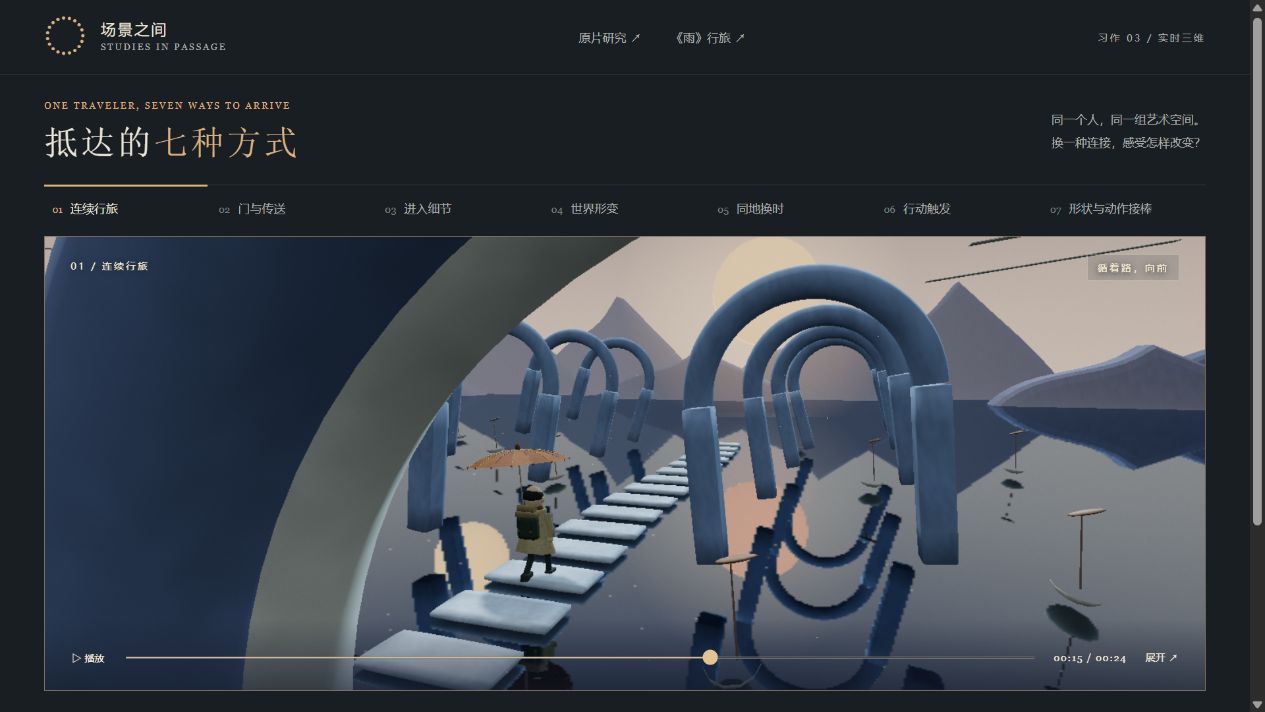 场景之间
STUDIES IN PASSAGE
原片研究 ↗
《雨》行旅 ↗
习作 03 / 实时三维
ONE TRAVELER, SEVEN WAYS TO ARRIVE
抵达的七种方式
同一个人，同一组艺术空间。
换一种连接，感受怎样改变？
01 连续行旅
02 门与传送
03 进入细节
04 世界形变
05 同地换时
06 行动触发
07 形状与动作接棒
01 / 连续行旅
循着路，向前
▷ 播放
00:15 / 00:24
展开 ↗